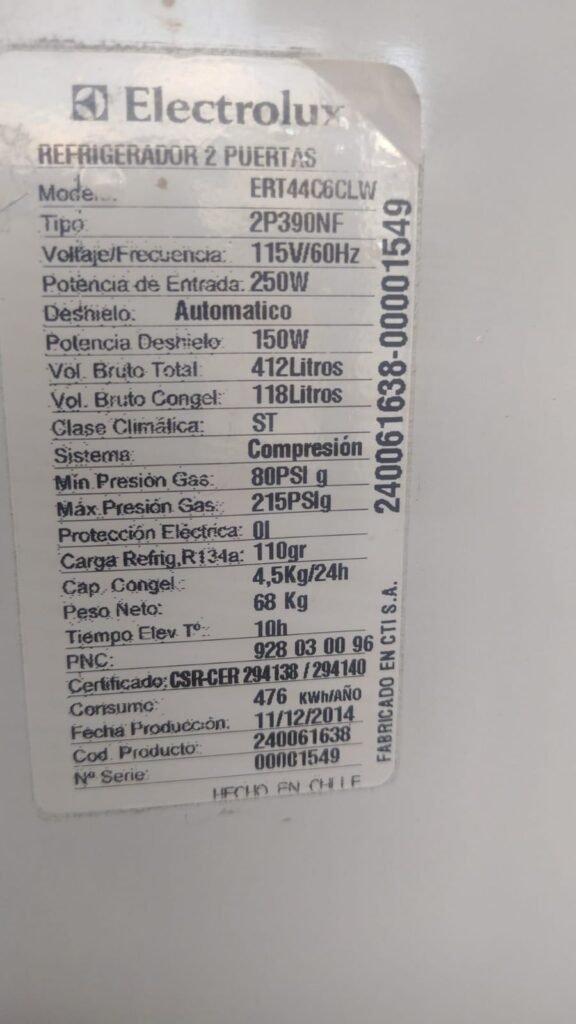 Electrolux
REFRIGERADOR 2 PUERTAS
Mode... ERT44C6CLW
Tipo 2P390NF
Voltaje/Frecuencia: 115V/60Hz
Potencia de Entrada: 250W
Deshielo: Automatico
Potencia Deshielo 150W
Vol. Bruto Total: 412Litros
Vol. Bruto Congel: 118Litros
Clase Climática: ST
Sistema: Compresión
Min.Presión Gas: 80PSI g
Máx.Presión Gas: 215PSIg
Protección Eléctrica: 0I
Carga Refrig,R134a: 110gr
Cap. Congel.: 4,5Kg/24h
Peso Neto: 68 Kg
Tiempo Elev. Tº: 10h
PNC: 928 03 00 96
Certificado: CSR-CER 294138 / 294140
Consumo: 476 KWh/AÑO
Fecha Producción: 11/12/2014
Cod. Producto: 240061638
Nº Serie: 00001549
HECHO EN CHILE
240061638-00001549
FABRICADO EN CTI S.A.